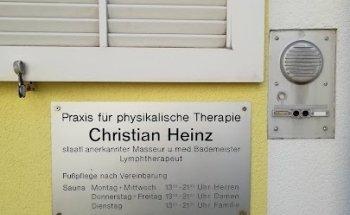 Praxis für physikalische Therapie
Christian Heinz
staatl anerkannter Masseur u. med. Bademeister
Lymphtherapeut
Fußpflege nach Vereinbarung
Sauna Montag - Mittwoch 13⁰⁰ - 21⁰⁰ Uhr Herren
Donnerstag - Freitag 13⁰⁰ - 21⁰⁰ Uhr Damen
Dienstag 13⁰⁰ - 21⁰⁰ Uhr Familie